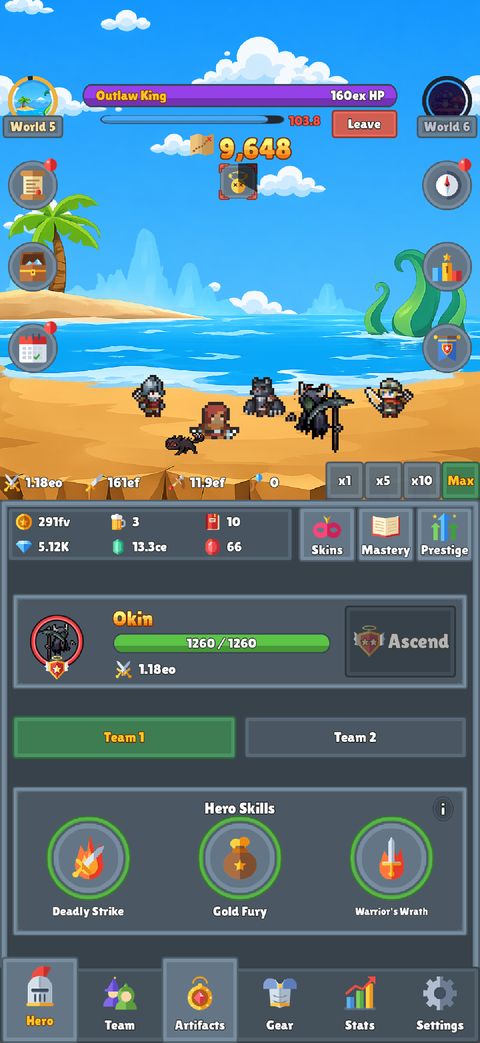 Outlaw King 160ex HP
World 5 103.8 Leave World 6
9,648
1.18eo 161ef 11.9ef 0 x1 x5 x10 Max
291fv 3 10
5.12K 13.3ce 66
Skins Mastery Prestige
Okin
1260 / 1260
Ascend
1.18eo
Team 1 Team 2
Hero Skills i
Deadly Strike Gold Fury Warrior's Wrath
Hero Team Artifacts Gear Stats Settings